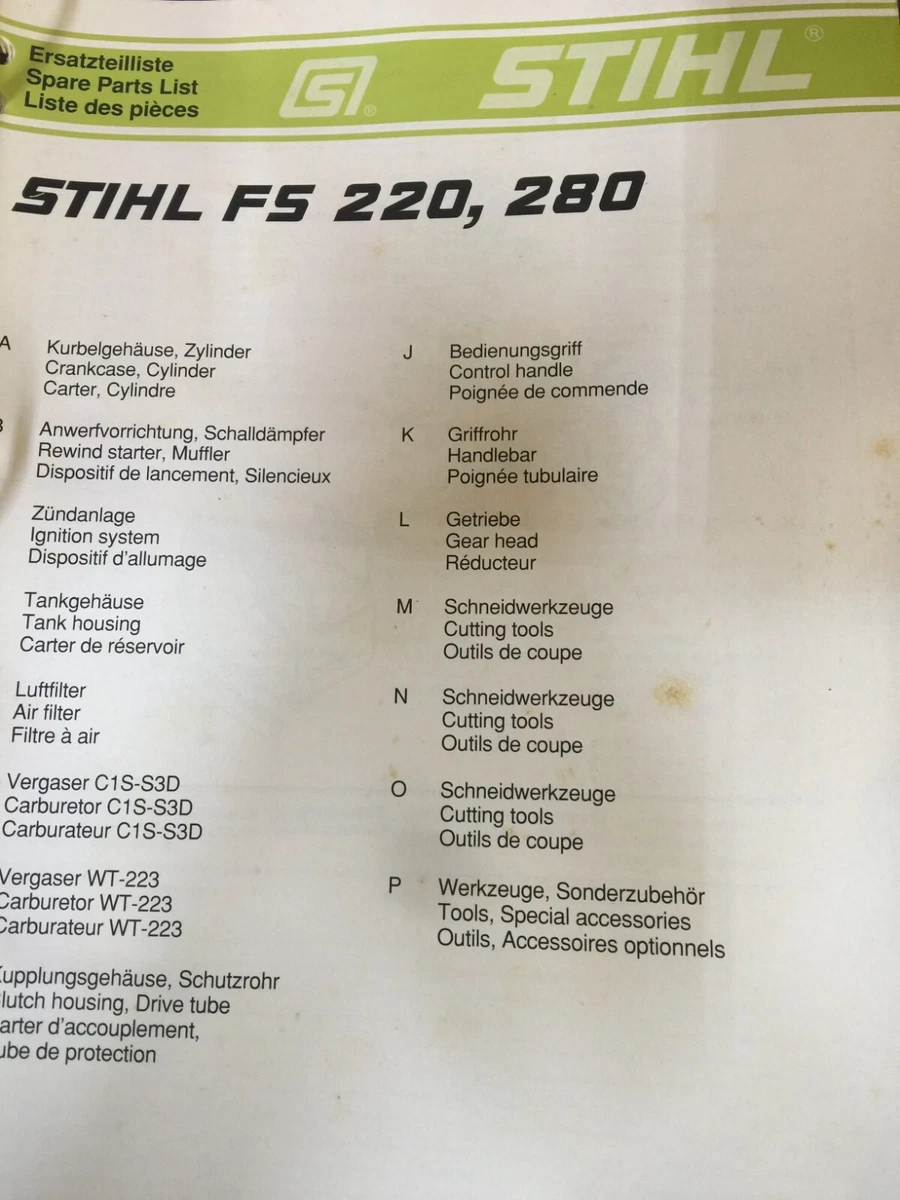 Ersatzteilliste
Spare Parts List
Liste des pièces
STIHL®
STIHL FS 220, 280
A Kurbelgehäuse, Zylinder
Crankcase, Cylinder
Carter, Cylindre
Anwerfvorrichtung, Schalldämpfer
Rewind starter, Muffler
Dispositif de lancement, Silencieux
Zündanlage
Ignition system
Dispositif d'allumage
Tankgehäuse
Tank housing
Carter de réservoir
Luftfilter
Air filter
Filtre à air
Vergaser C1S-S3D
Carburetor C1S-S3D
Carburateur C1S-S3D
Vergaser WT-223
Carburetor WT-223
Carburateur WT-223
Kupplungsgehäuse, Schutzrohr
lutch housing, Drive tube
arter d'accouplement,
ube de protection
J Bedienungsgriff
Control handle
Poignée de commende
K Griffrohr
Handlebar
Poignée tubulaire
L Getriebe
Gear head
Réducteur
M Schneidwerkzeuge
Cutting tools
Outils de coupe
N Schneidwerkzeuge
Cutting tools
Outils de coupe
O Schneidwerkzeuge
Cutting tools
Outils de coupe
P Werkzeuge, Sonderzubehör
Tools, Special accessories
Outils, Accessoires optionnels